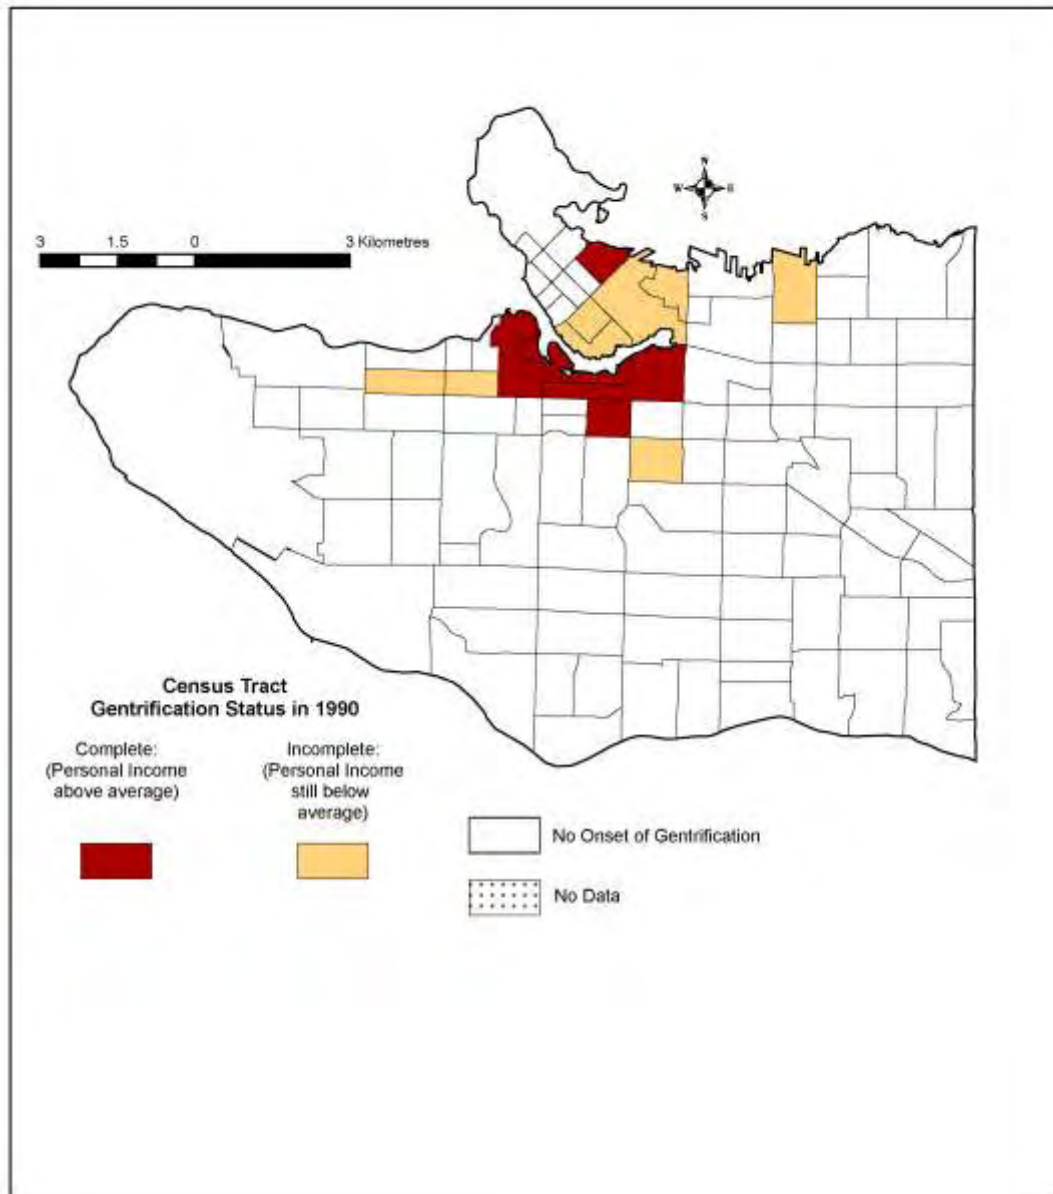 N
W E
S
3 1.5 0 3 Kilometres
Census Tract
Gentrification Status in 1990
Complete:
(Personal Income
above average)
Incomplete:
(Personal Income
still below
average)
No Onset of Gentrification
No Data